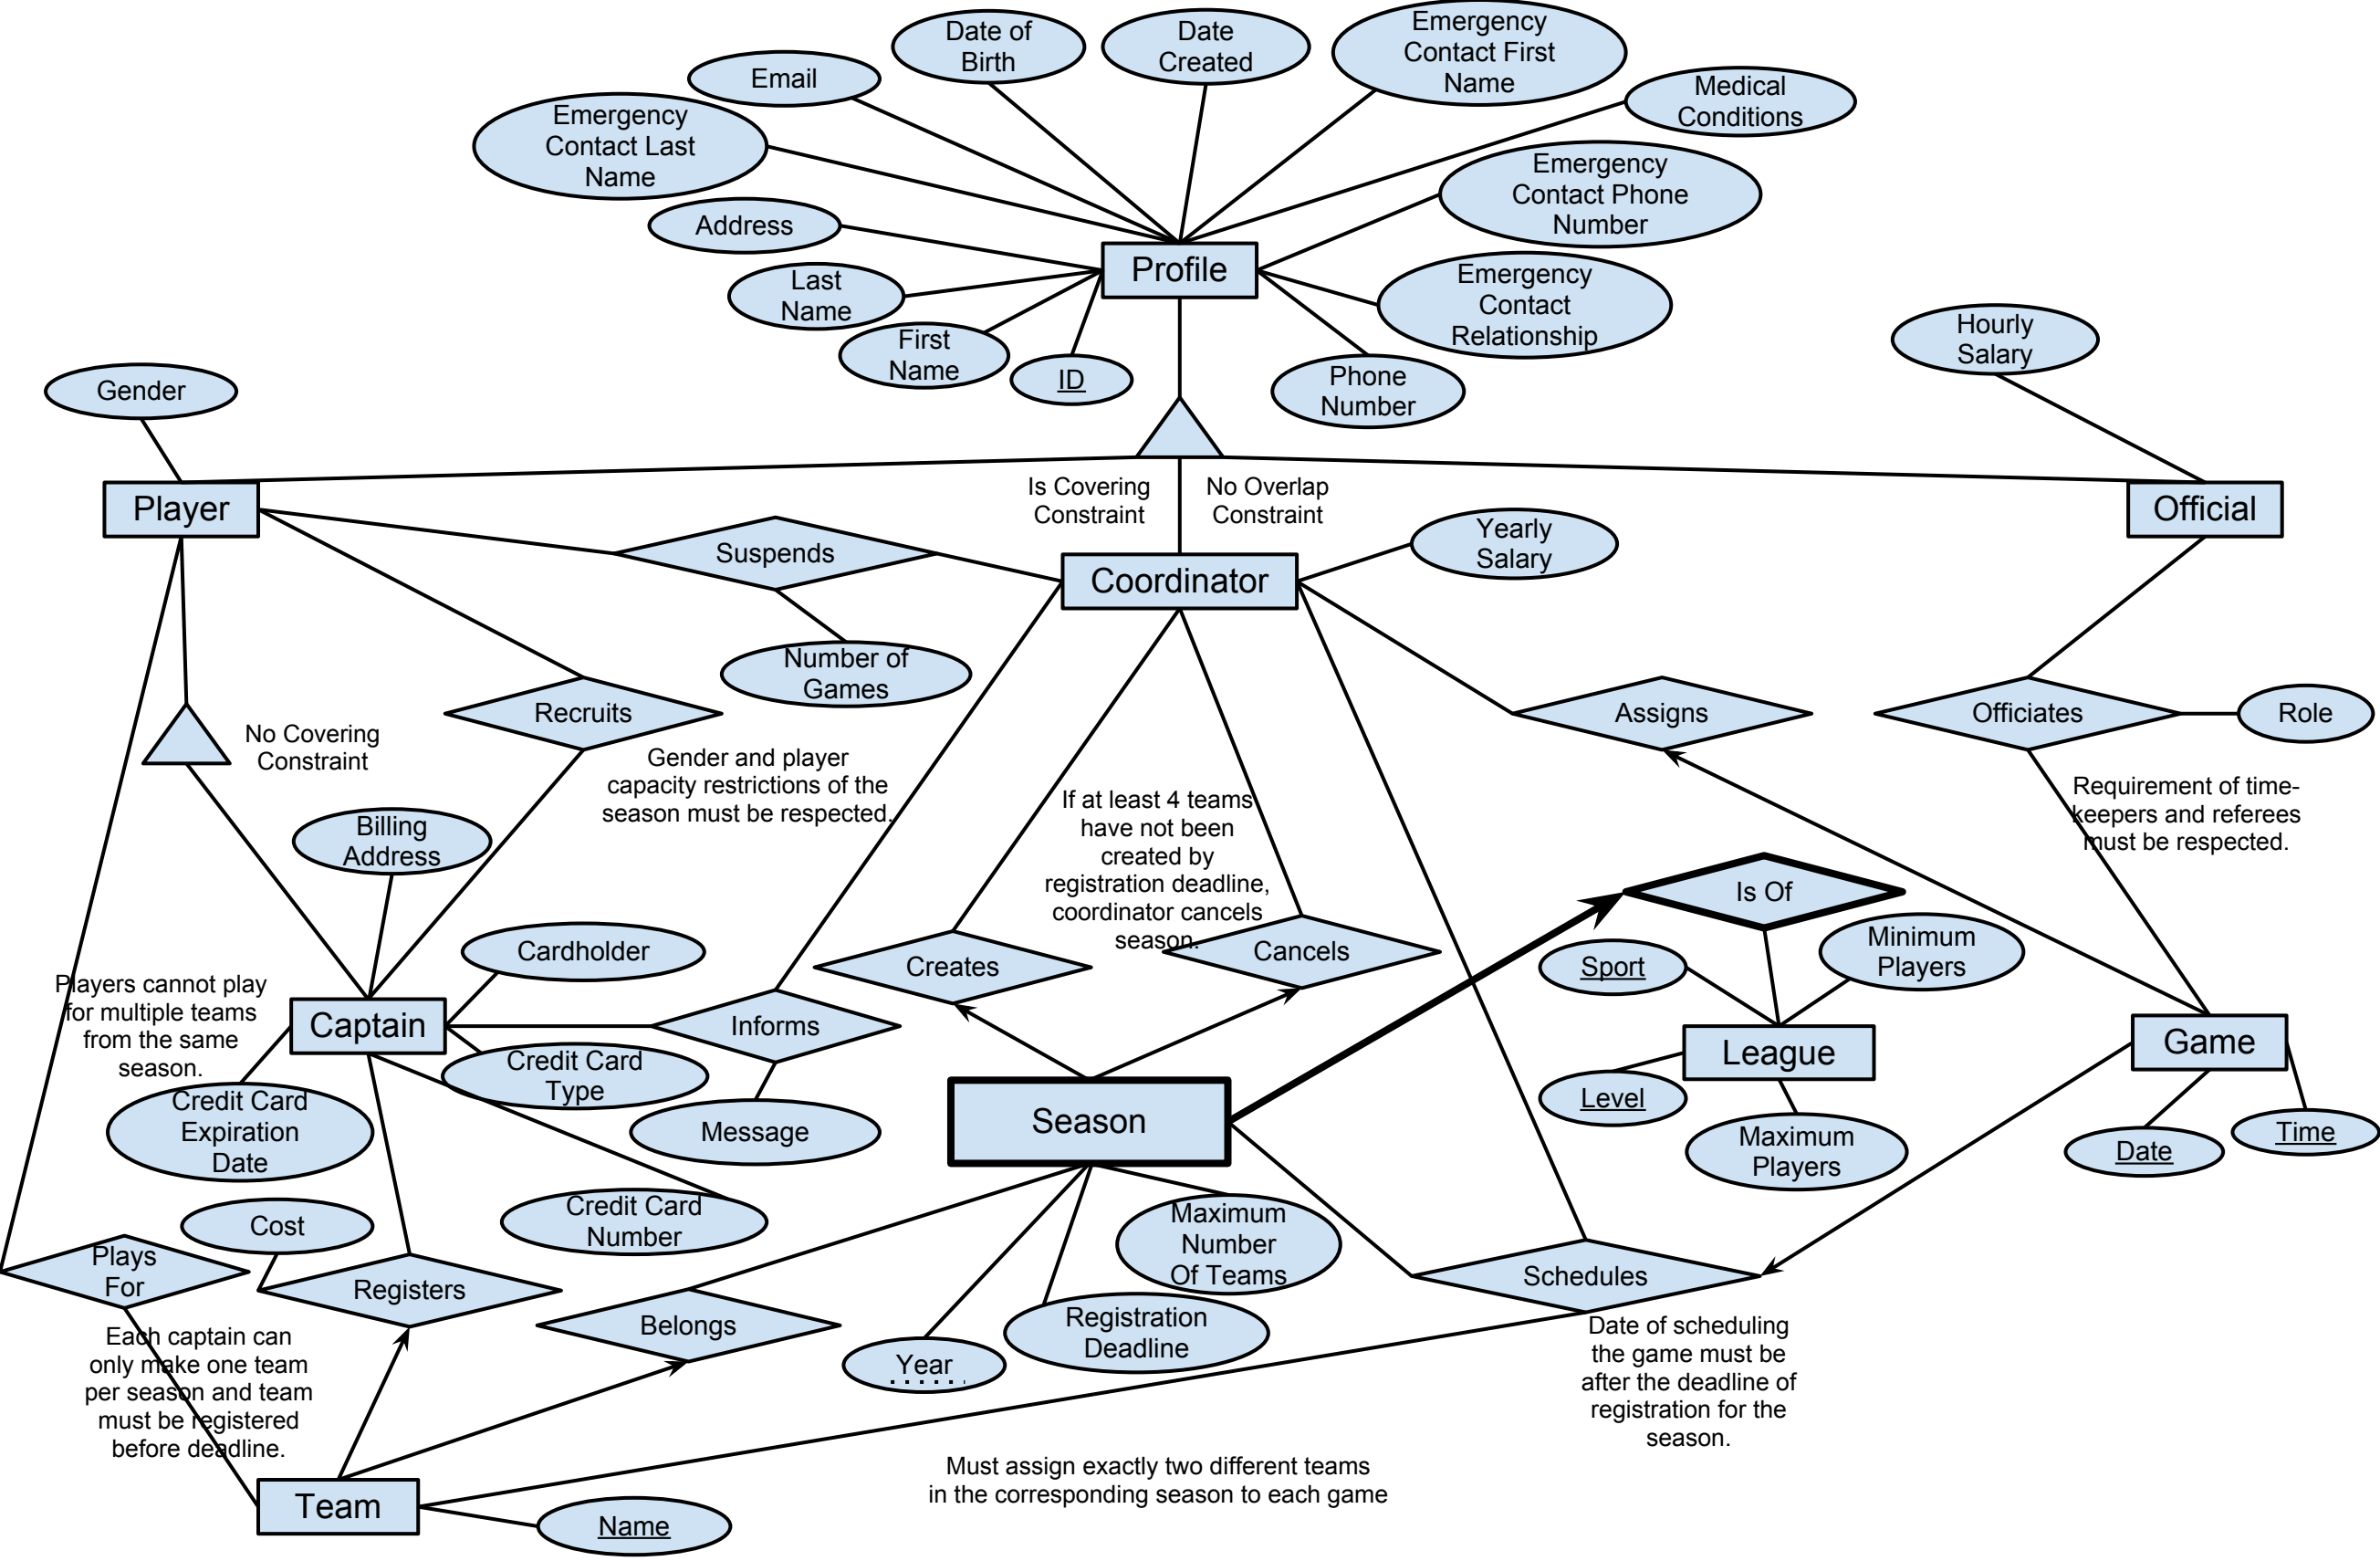 Date of
Birth
Date
Created
Emergency
Contact First
Name
Email
Medical
Conditions
Emergency
Contact Last
Name
Emergency
Contact Phone
Number
Address
Profile
Last
Name
Emergency
Contact
Relationship
First
Name
ID
Phone
Number
Hourly
Salary
Gender
Player
Is Covering
Constraint
No Overlap
Constraint
Official
Suspends
Coordinator
Yearly
Salary
Number of
Games
Recruits
Assigns
Officiates
Role
No Covering
Constraint
Gender and player
capacity restrictions of the
season must be respected.
If at least 4 teams
have not been
created by
registration deadline,
coordinator cancels
season.
Requirement of time-
keepers and referees
must be respected.
Billing
Address
Is Of
Cardholder
Creates
Cancels
Sport
Minimum
Players
Players cannot play
for multiple teams
from the same
season.
Captain
Informs
League
Game
Credit Card
Type
Credit Card
Expiration
Date
Message
Season
Level
Maximum
Players
Date
Time
Cost
Credit Card
Number
Maximum
Number
Of Teams
Plays
For
Registers
Belongs
Schedules
Registration
Deadline
Year
Each captain can
only make one team
per season and team
must be registered
before deadline.
Date of scheduling
the game must be
after the deadline of
registration for the
season.
Must assign exactly two different teams
in the corresponding season to each game
Team
Name